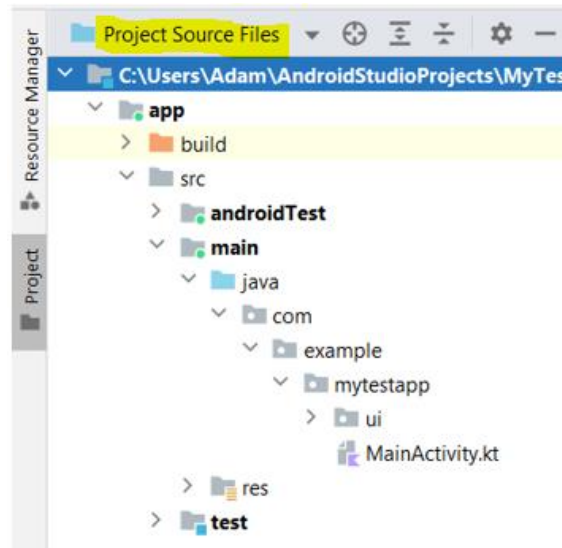 Resource Manager
Project
Project Source Files
C:\Users\Adam\AndroidStudioProjects\MyTes
app
build
src
androidTest
main
java
com
example
mytestapp
ui
MainActivity.kt
res
test